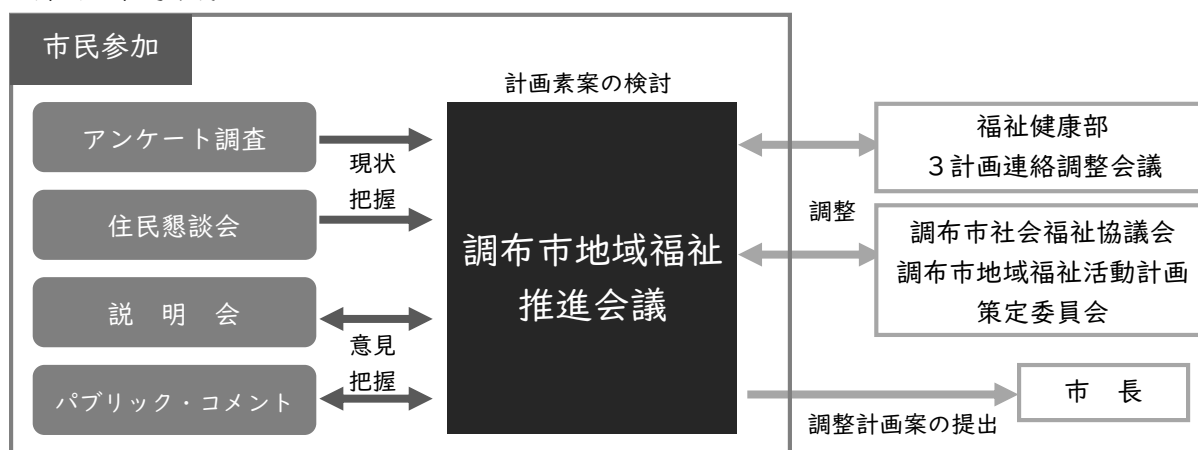 市民参加
計画素案の検討
アンケート調査
住民懇談会
説　明　会
パブリック・コメント
現状
把握
意見
把握
調布市地域福祉
推進会議
調整
福祉健康部
３計画連絡調整会議
調布市社会福祉協議会
調布市地域福祉活動計画
策定委員会
調整計画案の提出
市　長